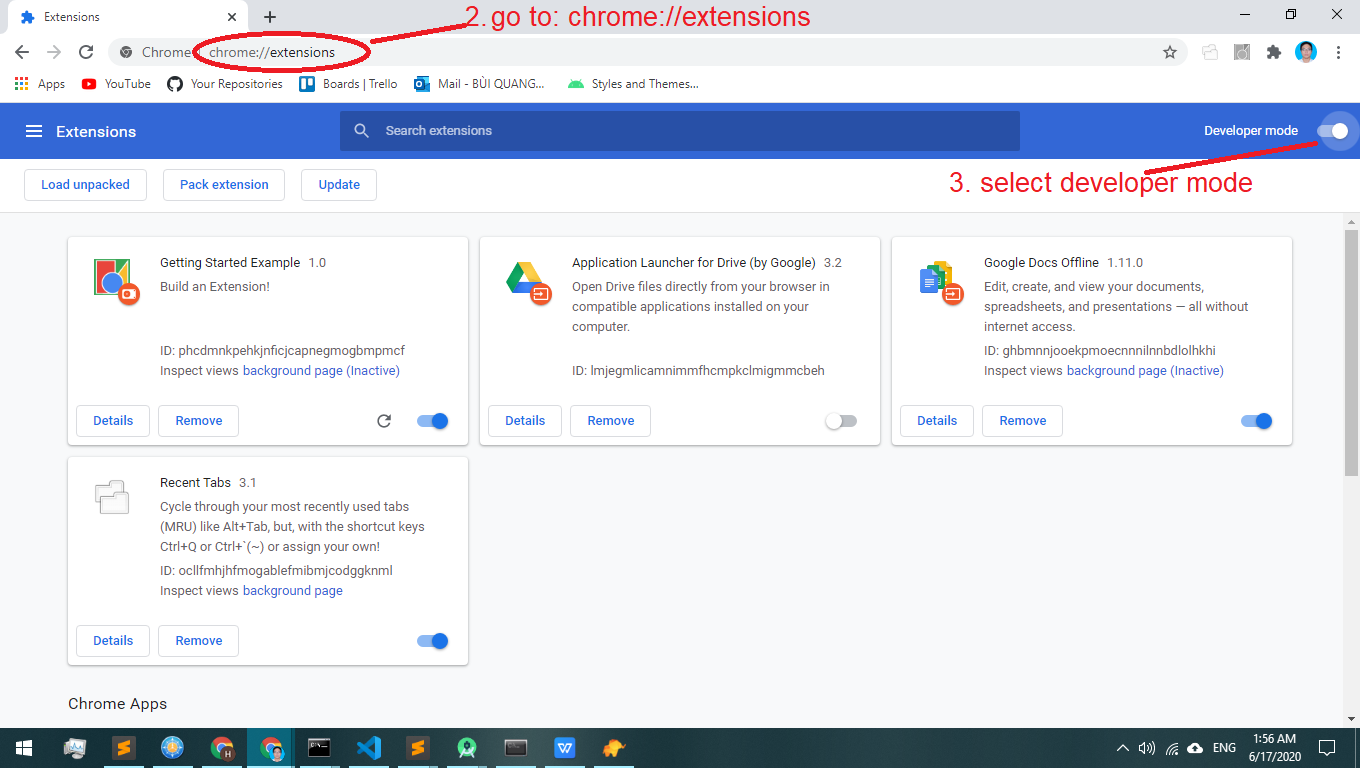 Extensions
2. go to: chrome://extensions
Chrome chrome://extensions
Apps YouTube Your Repositories Boards | Trello Mail - BÙI QUANG... Styles and Themes...
Extensions Search extensions Developer mode
Load unpacked Pack extension Update
3. select developer mode
Getting Started Example 1.0
Build an Extension!
ID: phcdmnkpehkjnficjcapnegmogbmpmcf
Inspect views background page (Inactive)
Details Remove
Application Launcher for Drive (by Google) 3.2
Open Drive files directly from your browser in
compatible applications installed on your
computer.
ID: lmjegmlicamnimmfhcmpkclmigmmcbeh
Details Remove
Google Docs Offline 1.11.0
Edit, create, and view your documents,
spreadsheets, and presentations — all without
internet access.
ID: ghbmnnjooekpmoecnnnilnnbdlolhkhi
Inspect views background page (Inactive)
Details Remove
Recent Tabs 3.1
Cycle through your most recently used tabs
(MRU) like Alt+Tab, but, with the shortcut keys
Ctrl+Q or Ctrl+`(~) or assign your own!
ID: ocllfmhjhfmogablefmibmjcodggknml
Inspect views background page
Details Remove
Chrome Apps
H
W
ENG
1:56 AM
6/17/2020